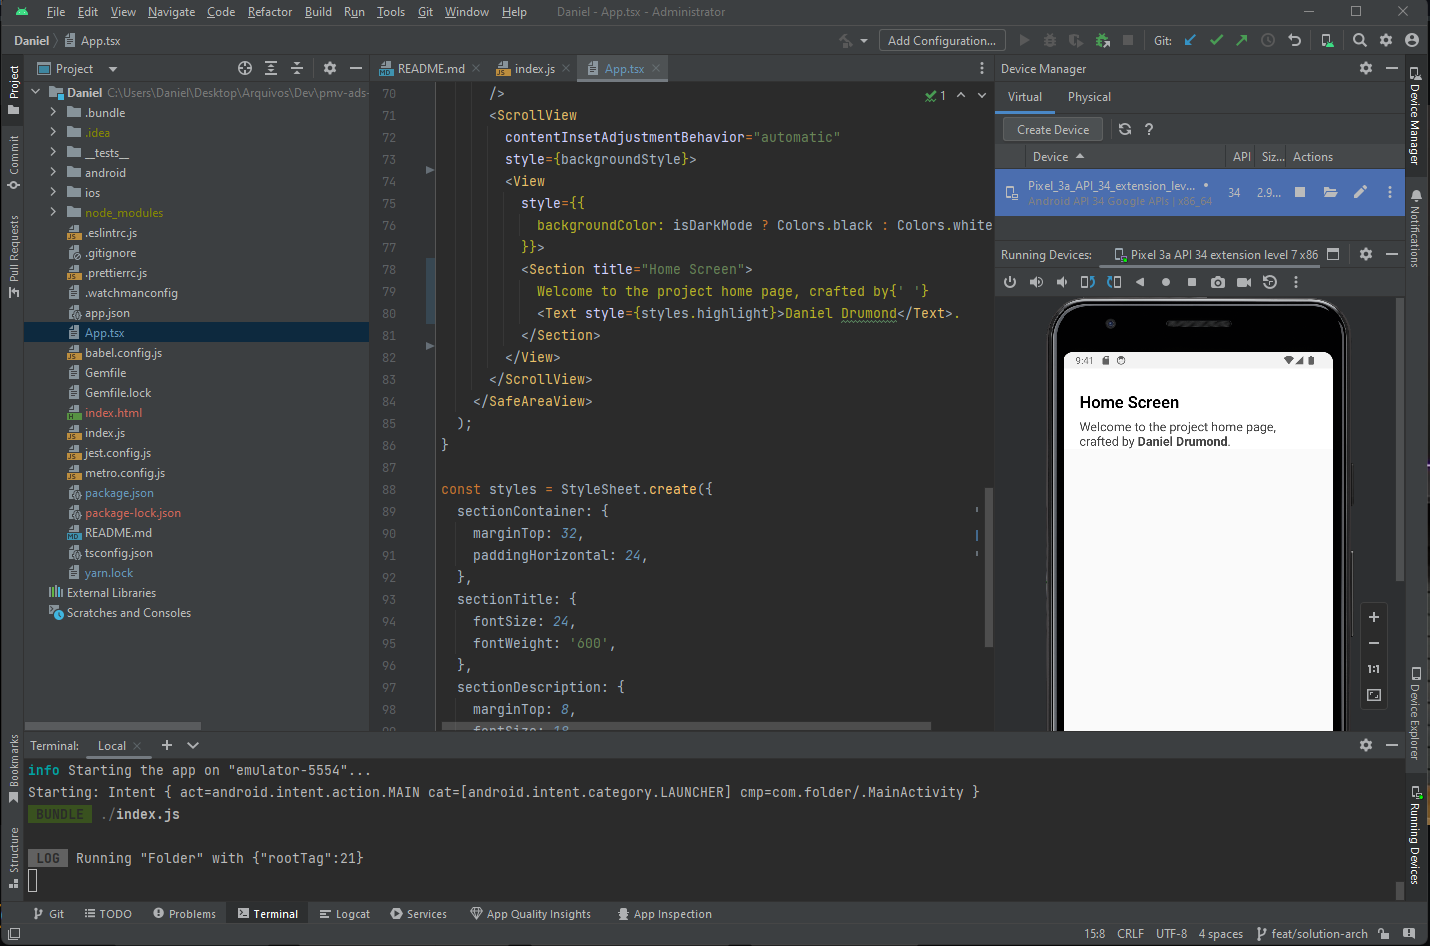 File Edit View Navigate Code Refactor Build Run Tools Git Window Help Daniel - App.tsx - Administrator
Daniel App.tsx Add Configuration... Git:
Project
Commit
Pull Requests
Bookmarks
Structure
Project
Daniel C:\Users\Daniel\Desktop\Arquivos\Dev\pmv-ads-
.bundle
.idea
__tests__
android
ios
node_modules
.eslintrc.js
.gitignore
.prettierrc.js
.watchmanconfig
app.json
App.tsx
babel.config.js
Gemfile
Gemfile.lock
index.html
index.js
jest.config.js
metro.config.js
package.json
package-lock.json
README.md
tsconfig.json
yarn.lock
External Libraries
Scratches and Consoles
README.md index.js App.tsx
1
70 />
71 <ScrollView
72 contentInsetAdjustmentBehavior="automatic"
73 style={backgroundStyle}>
74 <View
75 style={{
76 backgroundColor: isDarkMode ? Colors.black : Colors.white
77 }}>
78 <Section title="Home Screen">
79 Welcome to the project home page, crafted by{' '}
80 <Text style={styles.highlight}>Daniel Drumond</Text>.
81 </Section>
82 </View>
83 </ScrollView>
84 </SafeAreaView>
85 );
86 }
87
88 const styles = StyleSheet.create({
89 sectionContainer: {
90 marginTop: 32,
91 paddingHorizontal: 24,
92 },
93 sectionTitle: {
94 fontSize: 24,
95 fontWeight: '600',
96 },
97 sectionDescription: {
98 marginTop: 8,
99 fontSize: 18
Device Manager
Virtual Physical
Create Device ?
Device API Siz... Actions
Pixel_3a_API_34_extension_lev... 34 2.9...
Android API 34 Google APIs | x86_64
Running Devices: Pixel 3a API 34 extension level 7 x86
9:41
Home Screen
Welcome to the project home page,
crafted by Daniel Drumond.
1:1
Device Manager
Notifications
Device Explorer
Running Devices
Terminal: Local
info Starting the app on "emulator-5554"...
Starting: Intent { act=android.intent.action.MAIN cat=[android.intent.category.LAUNCHER] cmp=com.folder/.MainActivity }
BUNDLE ./index.js
LOG Running "Folder" with {"rootTag":21}
Git TODO Problems Terminal Logcat Services App Quality Insights App Inspection
15:8 CRLF UTF-8 4 spaces feat/solution-arch